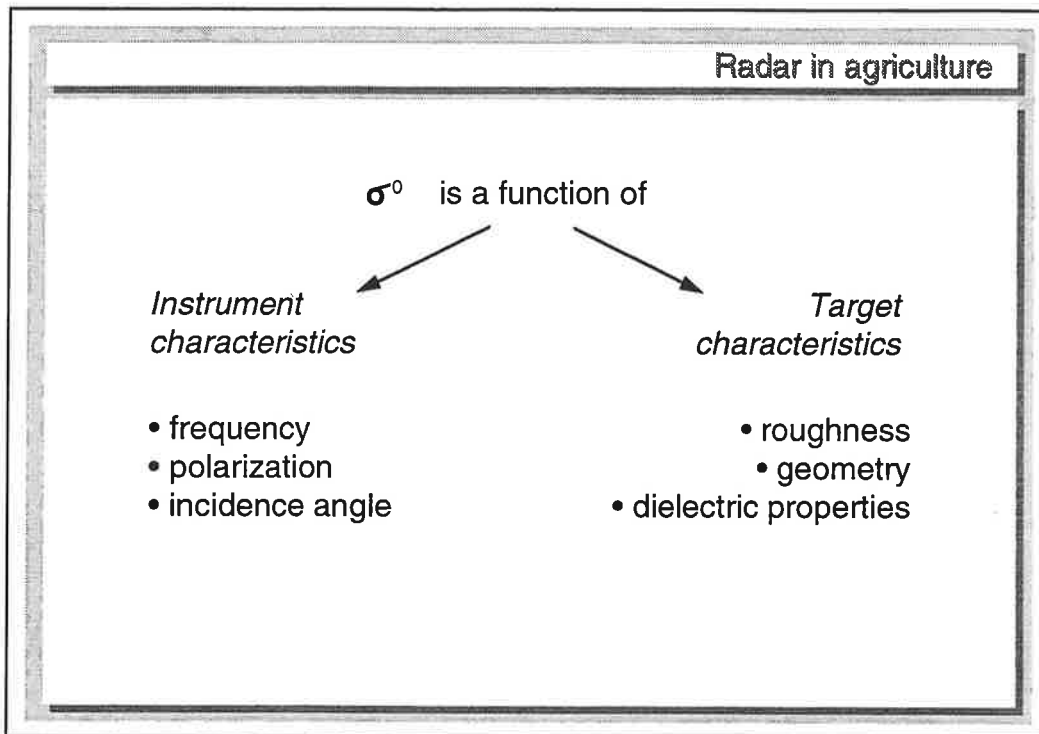 Radar in agriculture
σ⁰ is a function of
Instrument
characteristics
• frequency
• polarization
• incidence angle
Target
characteristics
• roughness
• geometry
• dielectric properties